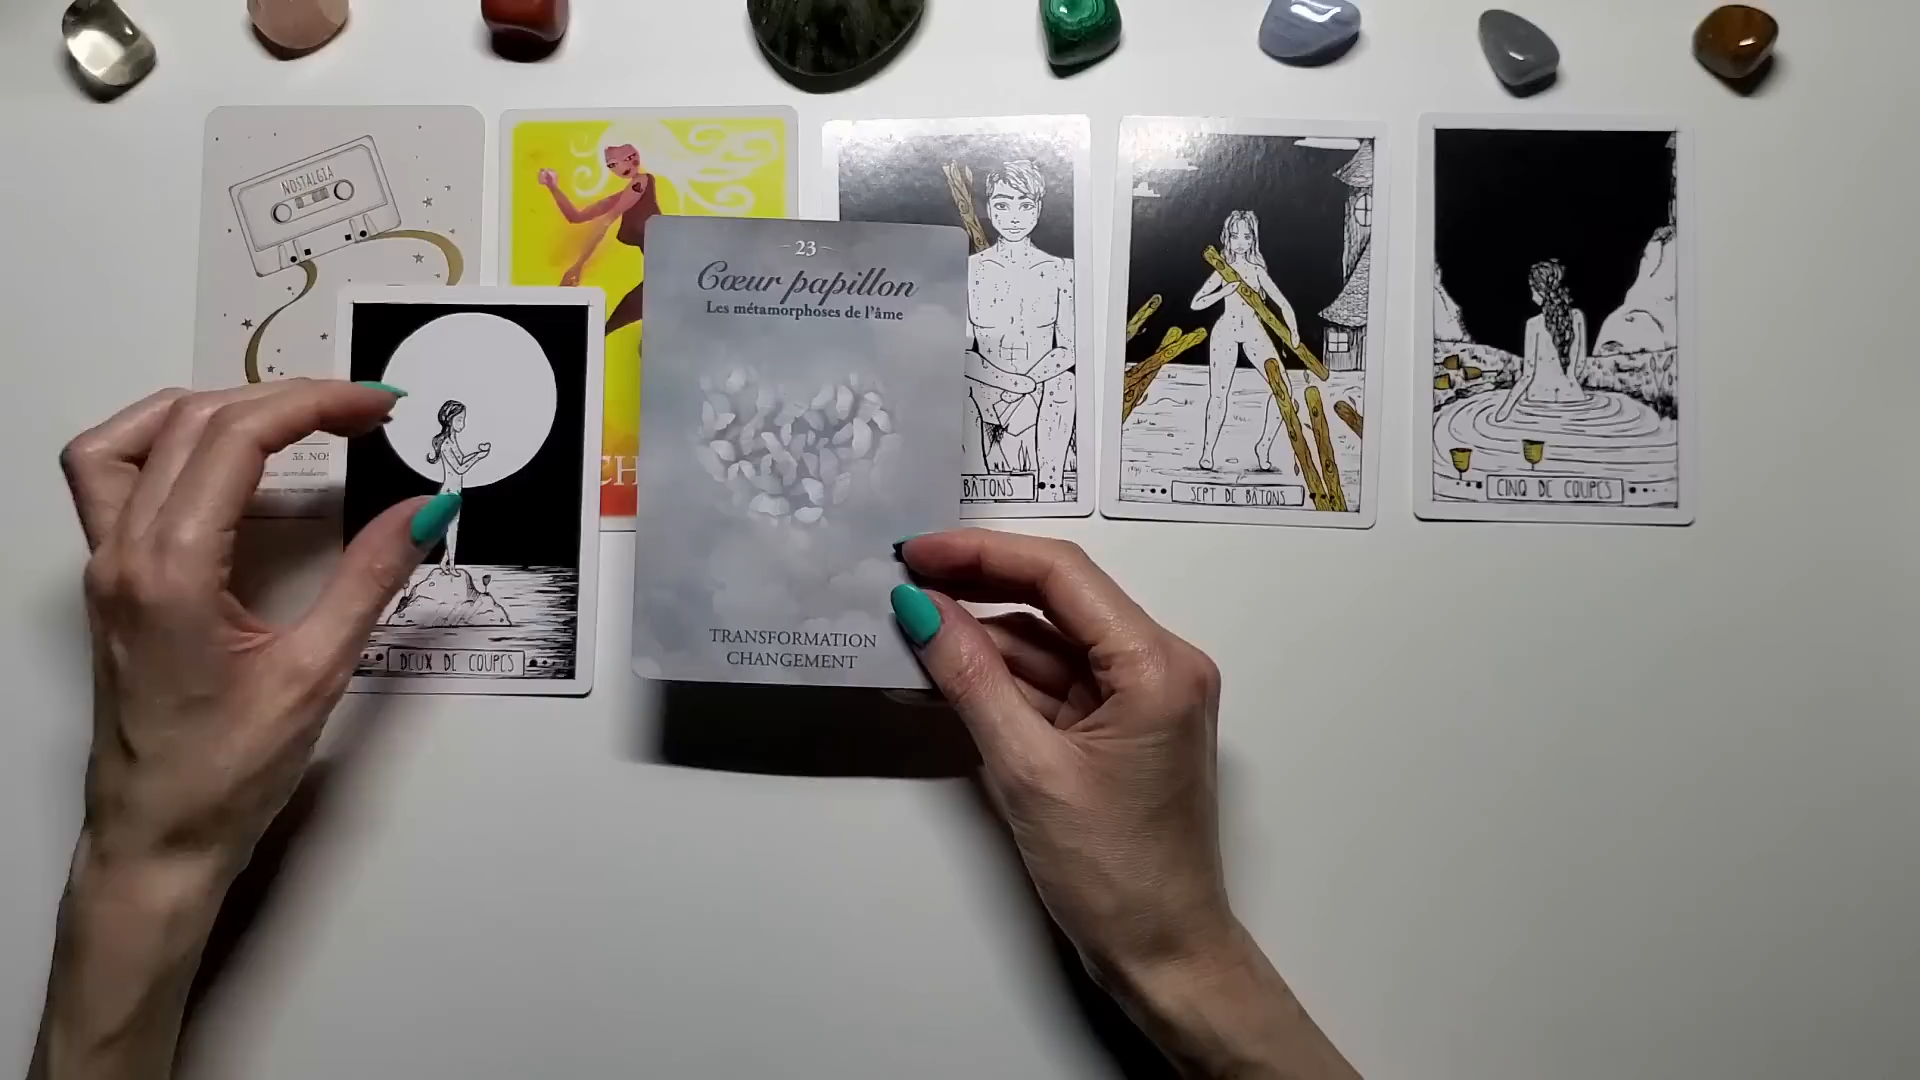 NOSTALGIA
35. NOS
CH
- 23 -
Cœur papillon
Les métamorphoses de l'âme
TRANSFORMATION
CHANGEMENT
DEUX DE COUPES
BÂTONS
SEPT DE BÂTONS
CINQ DE COUPES